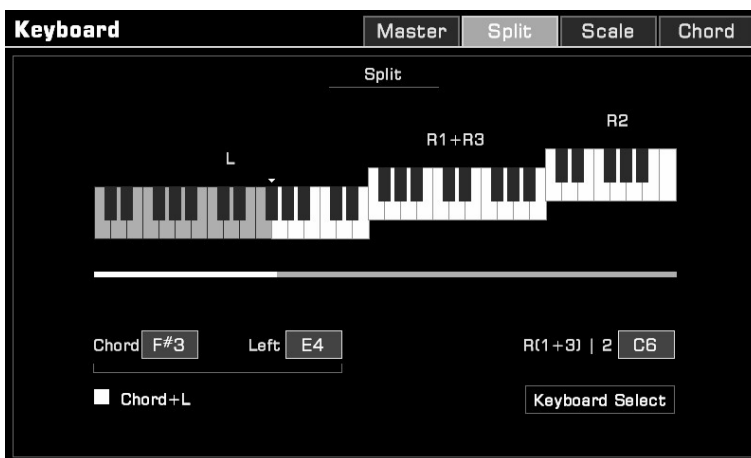 Keyboard Master Split Scale Chord
Split
R2
R1+R3
L
Chord F#3 Left E4 R(1+3) | 2 C6
Chord+L Keyboard Select